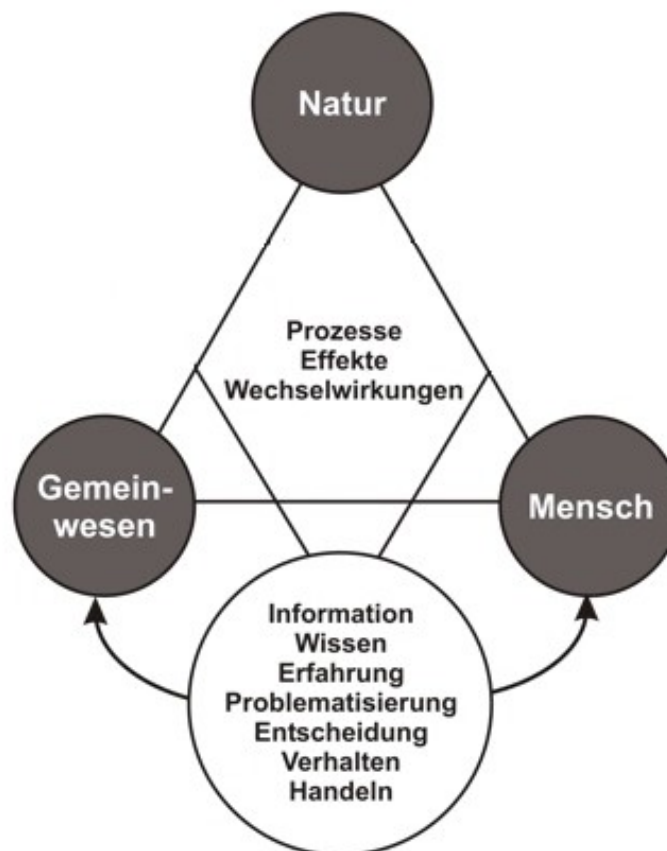 Natur
Prozesse
Effekte
Wechselwirkungen
Gemein-
wesen
Mensch
Information
Wissen
Erfahrung
Problematisierung
Entscheidung
Verhalten
Handeln